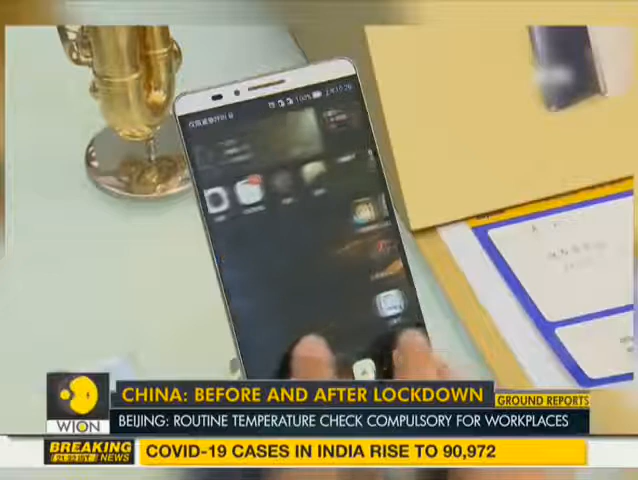 100%
CHINA: BEFORE AND AFTER LOCKDOWN
GROUND REPORTS
WION
BEIJING: ROUTINE TEMPERATURE CHECK COMPULSORY FOR WORKPLACES
BREAKING
NEWS
COVID-19 CASES IN INDIA RISE TO 90,972